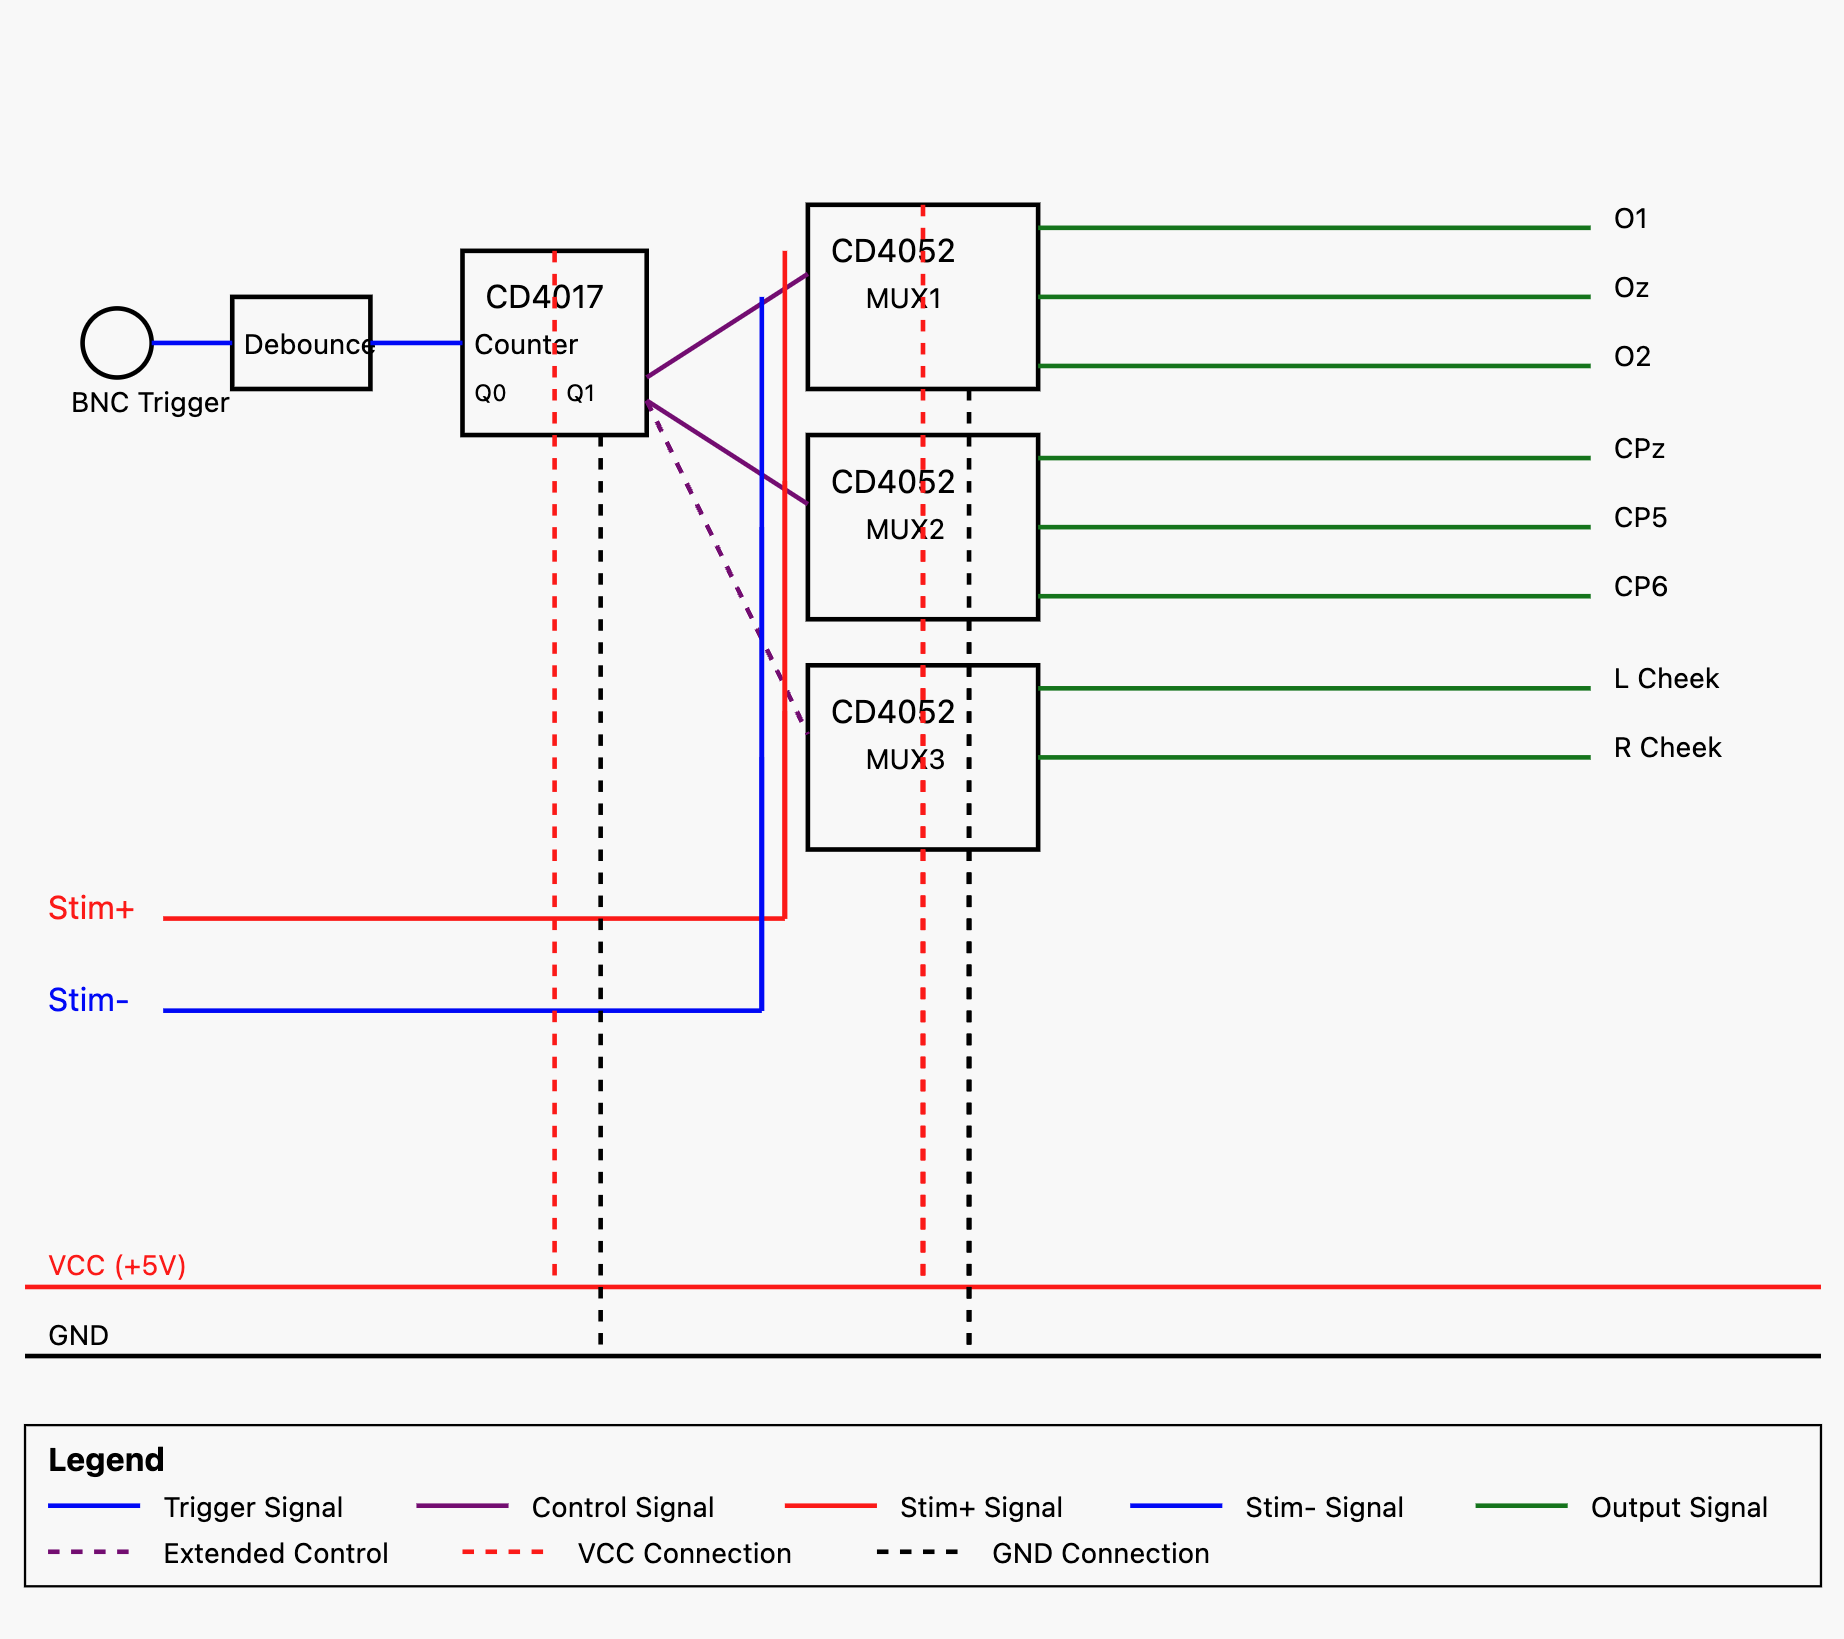 CD4017
Counter
Q0 Q1
Debounce
BNC Trigger
CD4052
MUX1
CD4052
MUX2
CD4052
MUX3
O1
Oz
O2
CPz
CP5
CP6
L Cheek
R Cheek
Stim+
Stim-
VCC (+5V)
GND
Legend
Trigger Signal Control Signal Stim+ Signal Stim- Signal Output Signal
Extended Control VCC Connection GND Connection